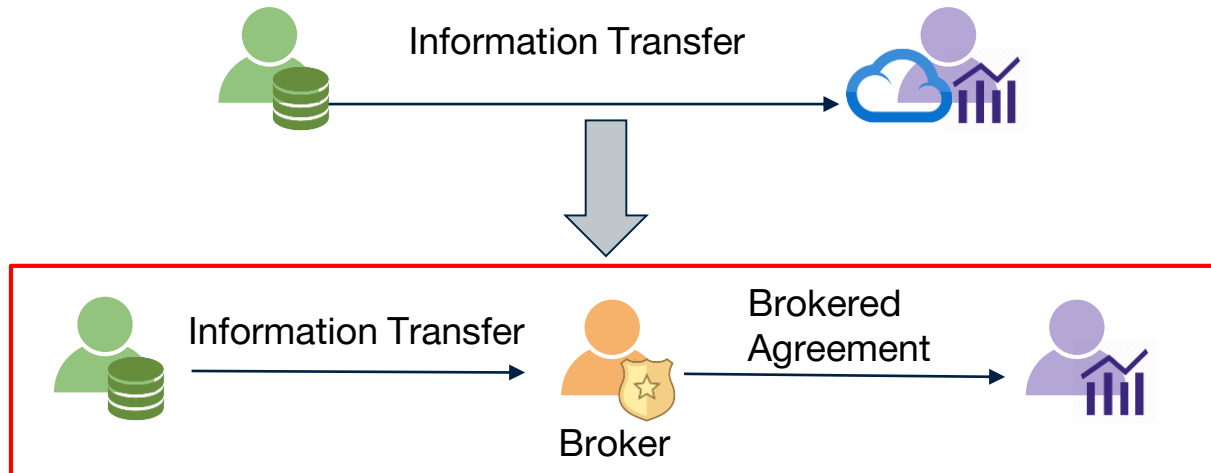 Information Transfer
Information Transfer
Brokered
Agreement
Broker